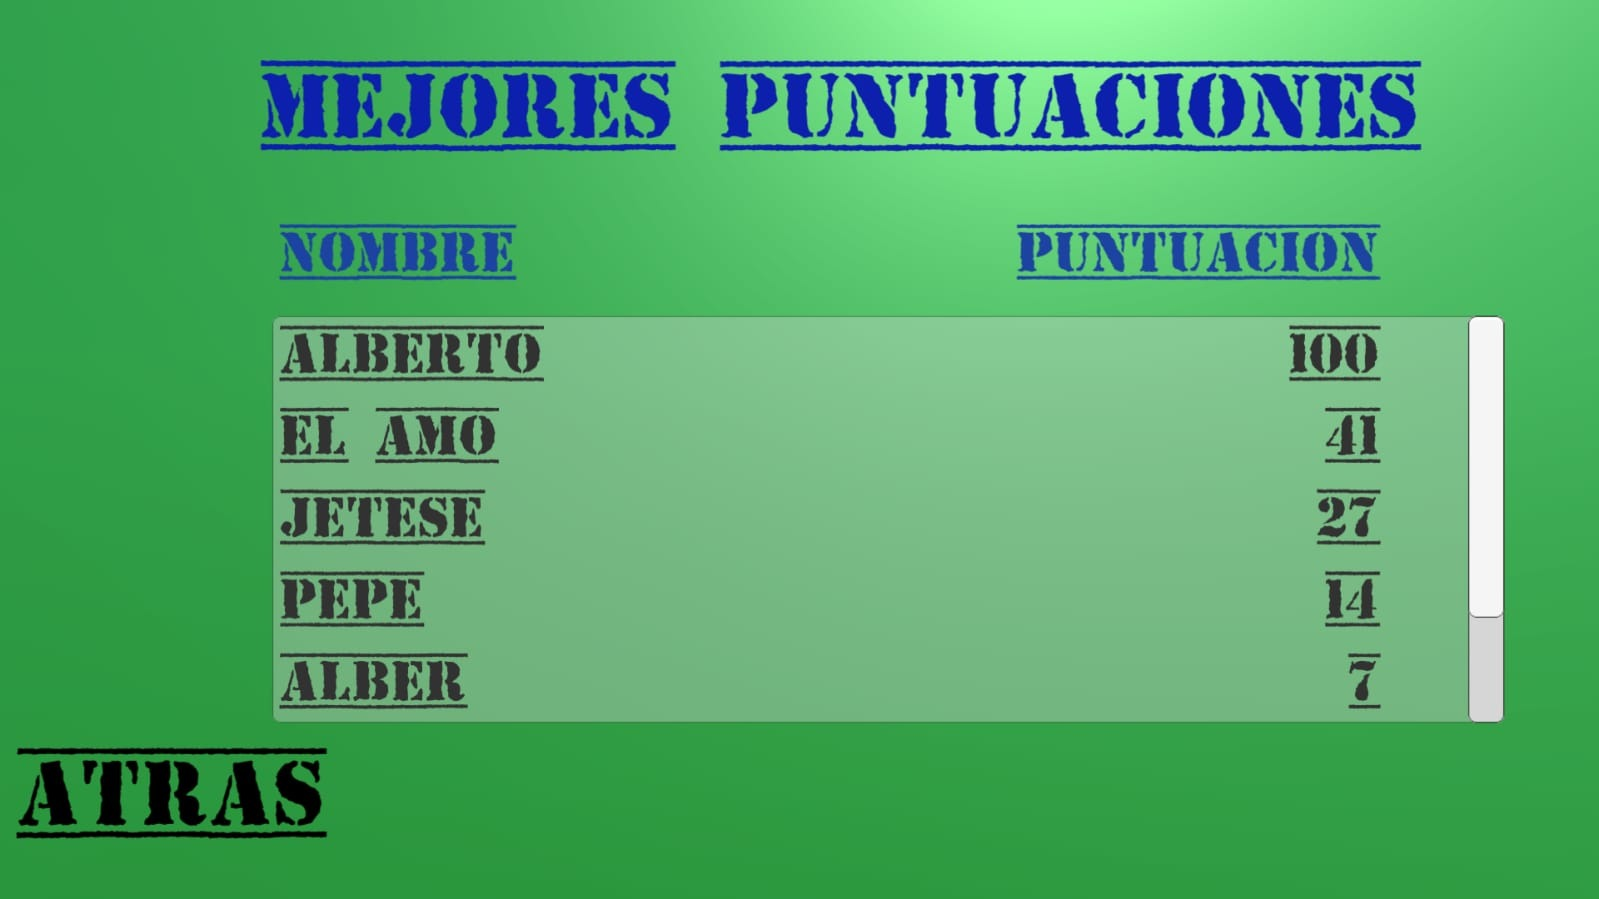 MEJORES PUNTUACIONES
NOMBRE PUNTUACION
ALBERTO 100
EL AMO 41
JETESE 27
PEPE 14
ALBER 7
ATRAS